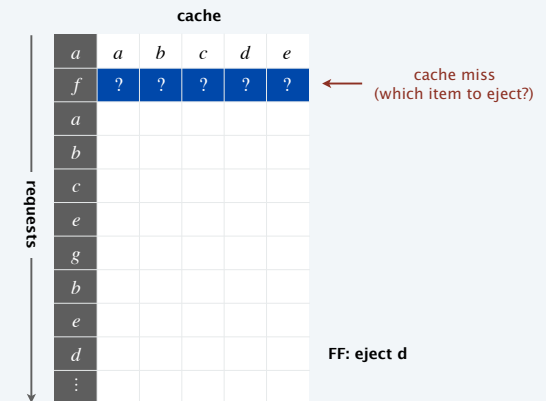 cache
a a b c d e
f ? ? ? ? ?
cache miss
(which item to eject?)
a
b
c
e
g
b
e
d
FF: eject d
⋮
requests